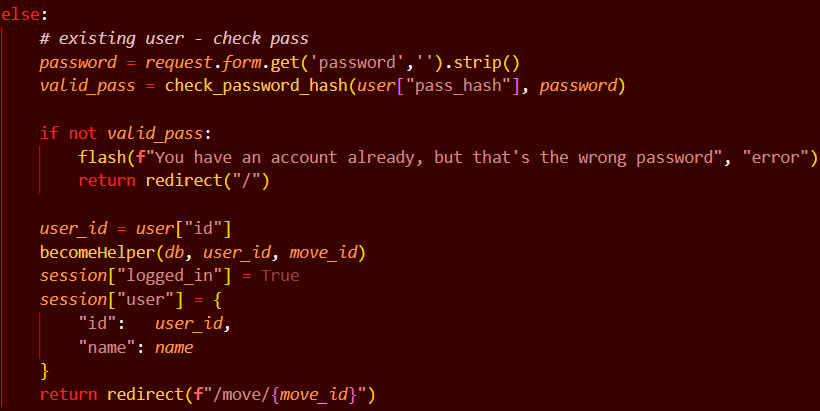 else:
# existing user - check pass
password = request.form.get('password','').strip()
valid_pass = check_password_hash(user["pass_hash"], password)
if not valid_pass:
flash(f"You have an account already, but that's the wrong password", "error")
return redirect("/")
user_id = user["id"]
becomeHelper(db, user_id, move_id)
session["logged_in"] = True
session["user"] = {
"id":   user_id,
"name": name
}
return redirect(f"/move/{move_id}")